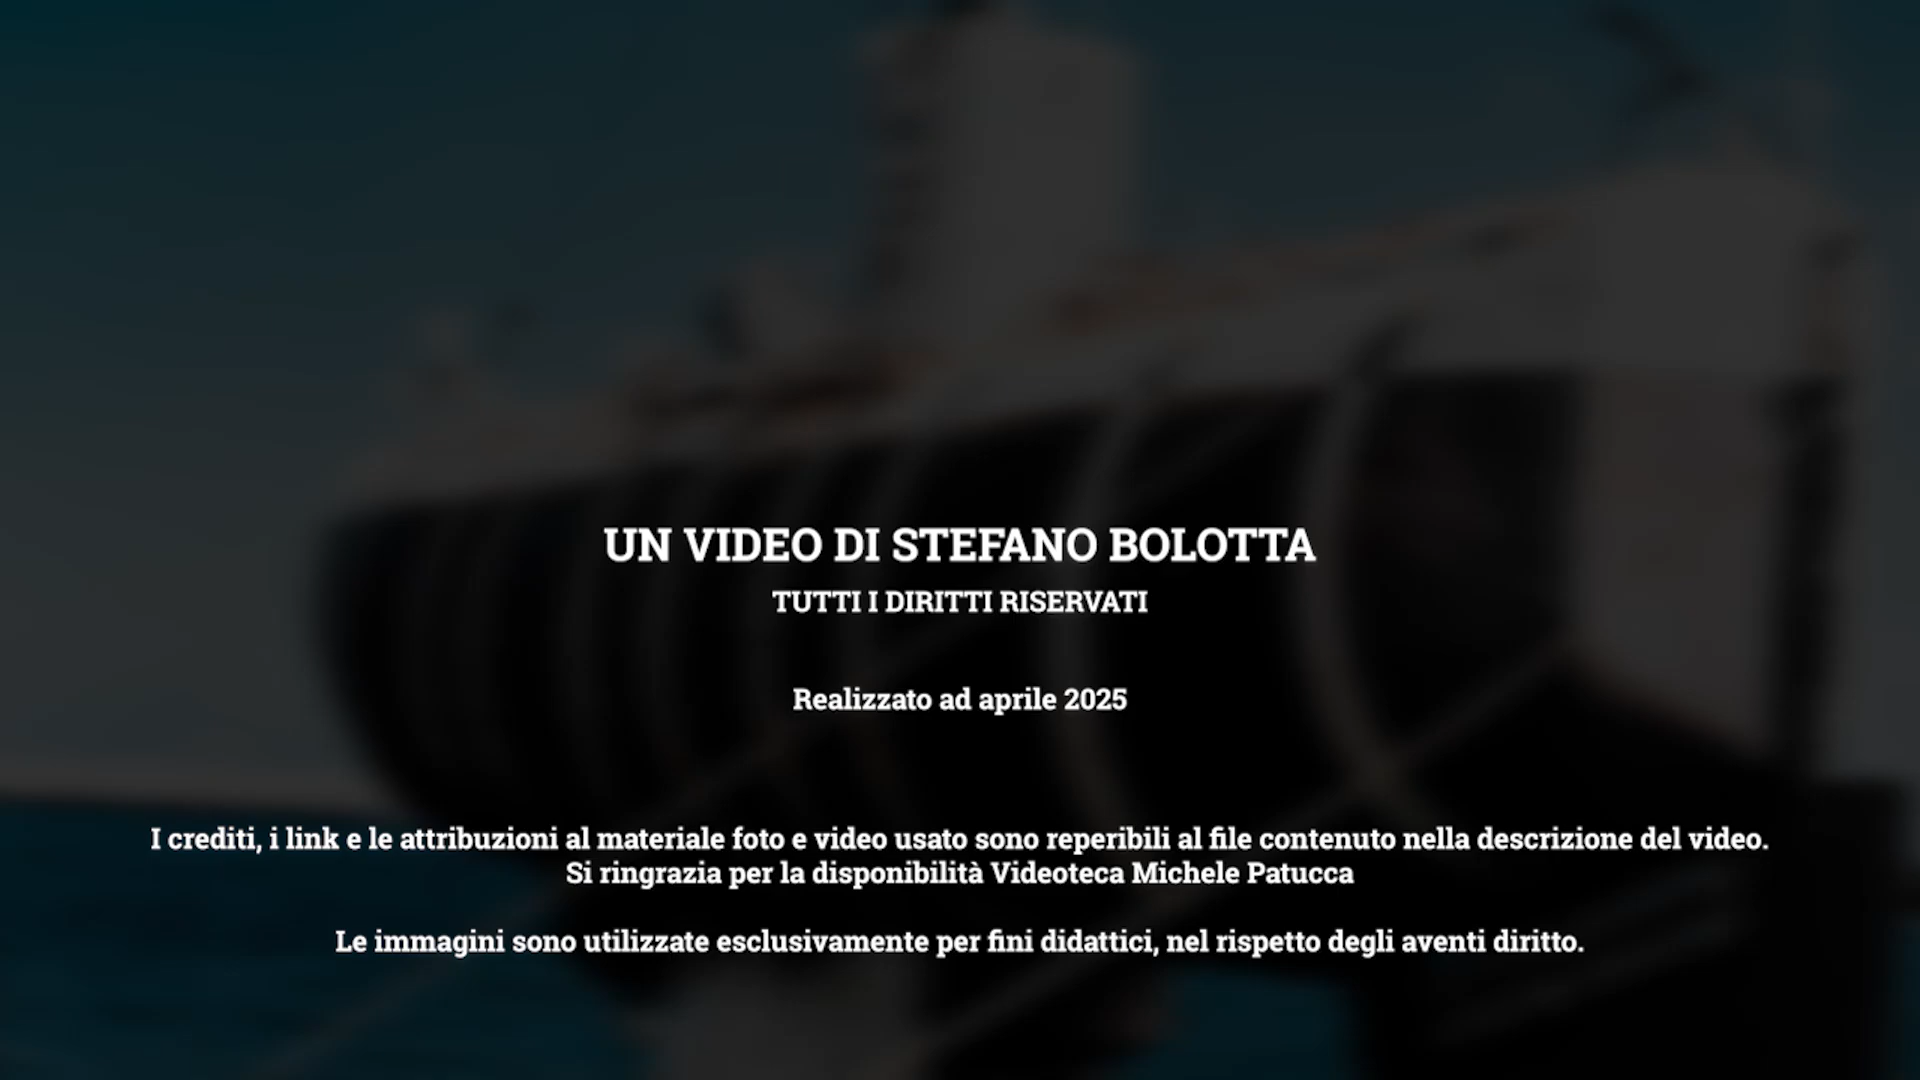 UN VIDEO DI STEFANO BOLOTTA
TUTTI I DIRITTI RISERVATI
Realizzato ad aprile 2025
I crediti, i link e le attribuzioni al materiale foto e video usato sono reperibili al file contenuto nella descrizione del video.
Si ringrazia per la disponibilità Videoteca Michele Patucca
Le immagini sono utilizzate esclusivamente per fini didattici, nel rispetto degli aventi diritto.